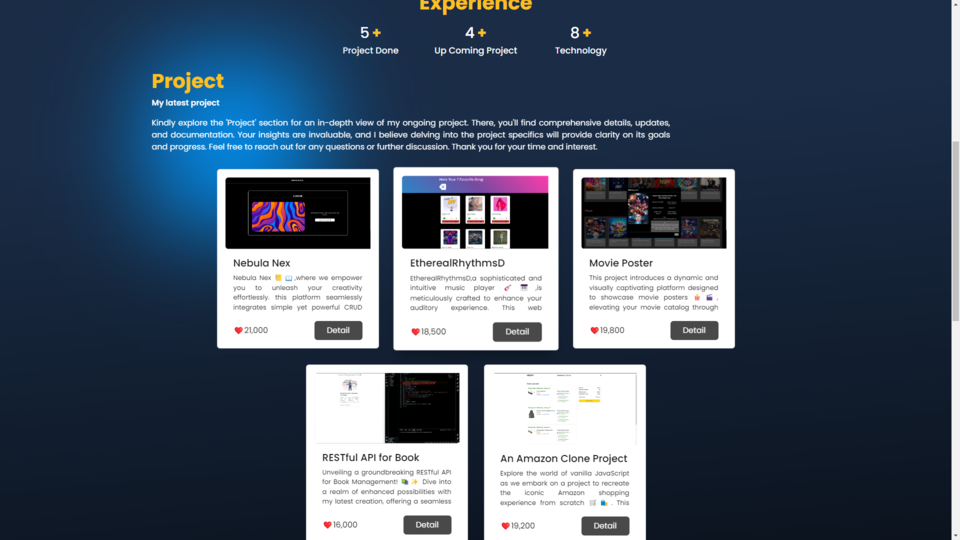 Experience
5 + 4 + 8 +
Project Done Up Coming Project Technology
Project
My latest project
Kindly explore the 'Project' section for an in-depth view of my ongoing project. There, you'll find comprehensive details, updates,
and documentation. Your insights are invaluable, and I believe delving into the project specifics will provide clarity on its goals
and progress. Feel free to reach out for any questions or further discussion. Thank you for your time and interest.
Nebula Nex
Nebula Nex 📒 📖 ,where we empower
you to unleash your creativity
effortlessly. this platform seamlessly
integrates simple yet powerful CRUD
❤️21,000 Detail
EtherealRhythmsD
EtherealRhythmsD,a sophisticated and
intuitive music player 🎸 🎹 ,is
meticulously crafted to enhance your
auditory experience. This web
❤️18,500 Detail
Movie Poster
This project introduces a dynamic and
visually captivating platform designed
to showcase movie posters 🍿 🎬 ,
elevating your movie catalog through
❤️19,800 Detail
RESTful API for Book
Unveiling a groundbreaking RESTful API
for Book Management! 📚 ✨ Dive into
a realm of enhanced possibilities with
my latest creation, offering a seamless
❤️16,000 Detail
An Amazon Clone Project
Explore the world of vanilla JavaScript
as we embark on a project to recreate
the iconic Amazon shopping
experience from scratch 🛒 🛍️ . This
❤️19,200 Detail